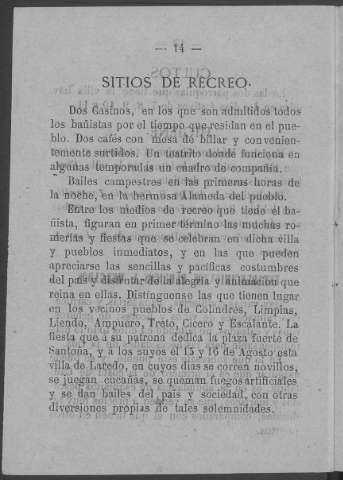 — 14 —
SITIOS DE RECREO.
Dos Casinos, en los que son admitidos todos
los bañistas por el tiempo que residan en el pue-
blo. Dos cafés con mesa de billar y convenien-
temente surtidos. Un teatrito donde funciona en
algunas temporadas un cuadro de compañía.
Bailes campestres en las primeras horas de
la noche, en la hermosa Alameda del pueblo.
Entre los medios de recreo que tiene el ba-
ñista, figuran en primer término las muchas ro-
merías y fiestas que se celebran en dicha villa
y pueblos inmediatos, y en las que pueden
apreciarse las sencillas y pacíficas costumbres
del país y disfrutar de la alegría y animacion que
reina en ellas. Distínguense las que tienen lugar
en los vecinos pueblos de Colindres, Limpias,
Liendo, Ampuero, Treto, Cicero y Escalante. La
fiesta que á su patrona dedica la plaza fuerte de
Santoña, y á los suyos el 15 y 16 de Agosto esta
villa de Laredo, en cuyos dias se corren novillos,
se juegan cucañas, se queman fuegos artificiales
y se dan bailes del pais y sociedad, con otras
diversiones propias de tales solemnidades.